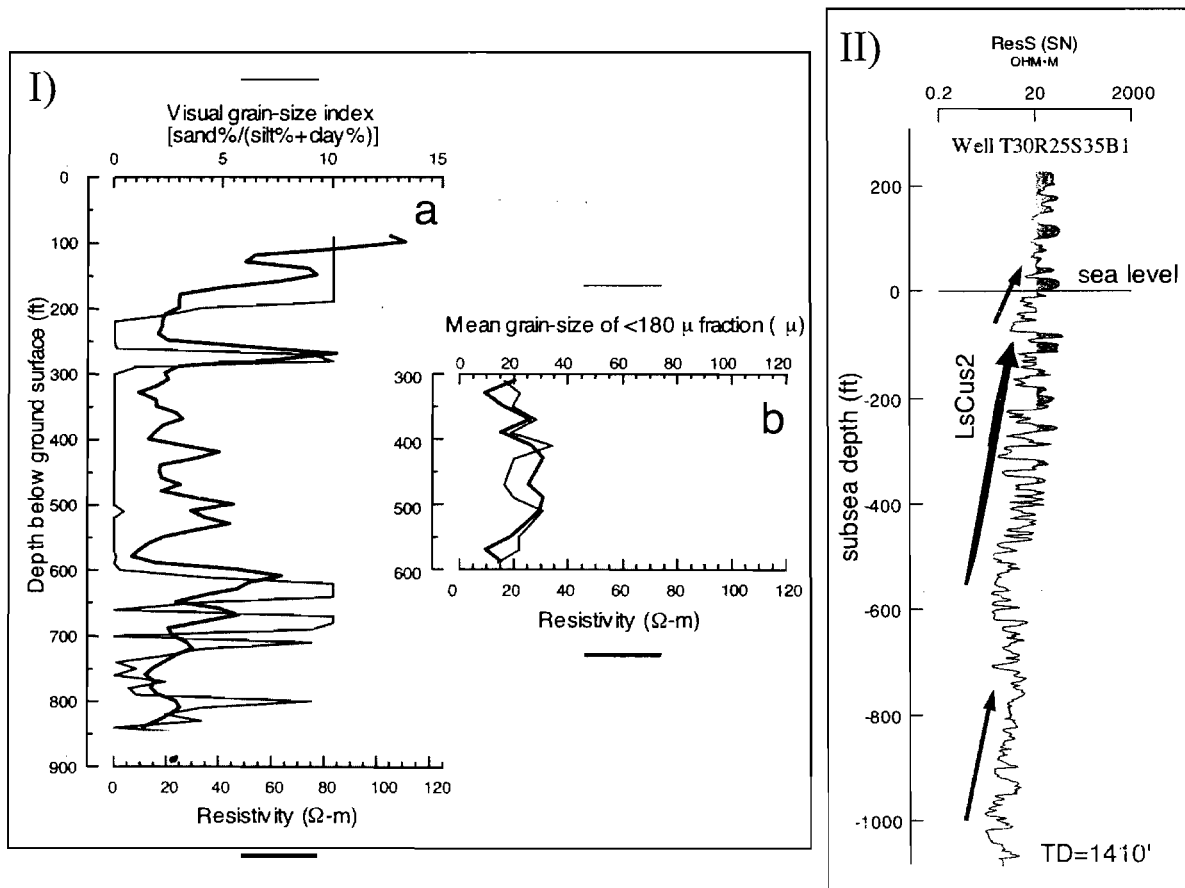 I)
Visual grain-size index
[sand%/(silt%+clay%)]
0 5 10 15
a
Depth below ground surface (ft)
0
100
200
300
400
500
600
700
800
900
0 20 40 60 80 100 120
Resistivity (Ω-m)
Mean grain-size of <180 μ fraction ( μ)
0 20 40 60 80 100 120
b
300
400
500
600
0 20 40 60 80 100 120
Resistivity (Ω-m)
II)
ResS (SN)
OHM•M
0.2 20 2000
Well T30R25S35B1
subsea depth (ft)
200
0
-200
-400
-600
-800
-1000
sea level
LsCus2
TD=1410'